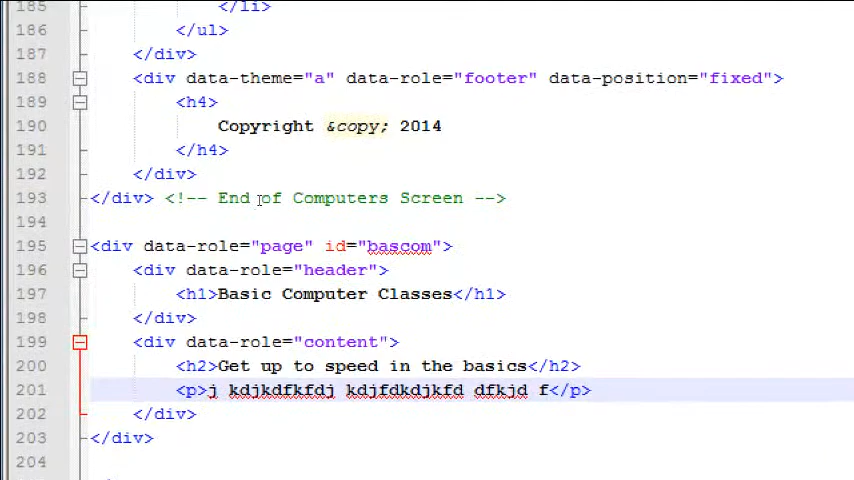 185 </li>
186 </ul>
187 </div>
188 <div data-theme="a" data-role="footer" data-position="fixed">
189 <h4>
190 Copyright &copy; 2014
191 </h4>
192 </div>
193 </div> <!-- End of Computers Screen -->
194
195 <div data-role="page" id="bascom">
196 <div data-role="header">
197 <h1>Basic Computer Classes</h1>
198 </div>
199 <div data-role="content">
200 <h2>Get up to speed in the basics</h2>
201 <p>j kdjkdfkfdj kdjfdkdjkfd dfkjd f</p>
202 </div>
203 </div>
204